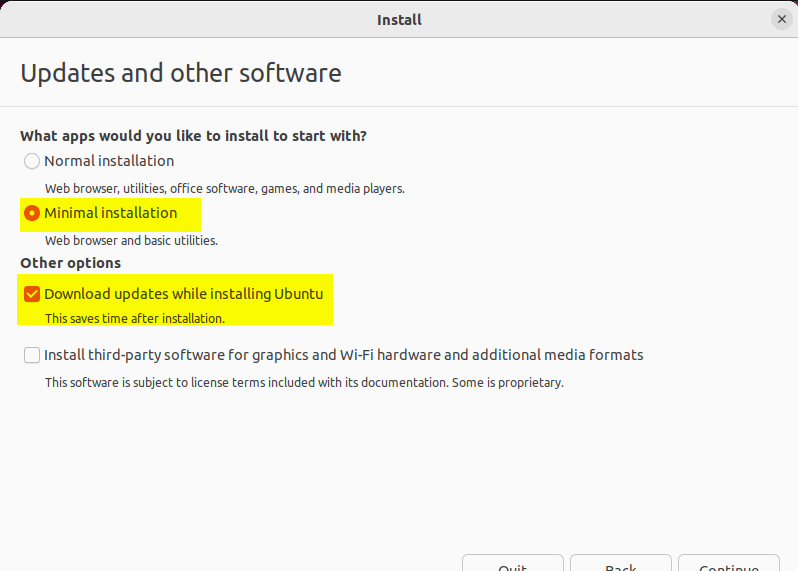 Install
Updates and other software
What apps would you like to install to start with?
Normal installation
Web browser, utilities, office software, games, and media players.
Minimal installation
Web browser and basic utilities.
Other options
Download updates while installing Ubuntu
This saves time after installation.
Install third-party software for graphics and Wi-Fi hardware and additional media formats
This software is subject to license terms included with its documentation. Some is proprietary.
Quit Back Continue